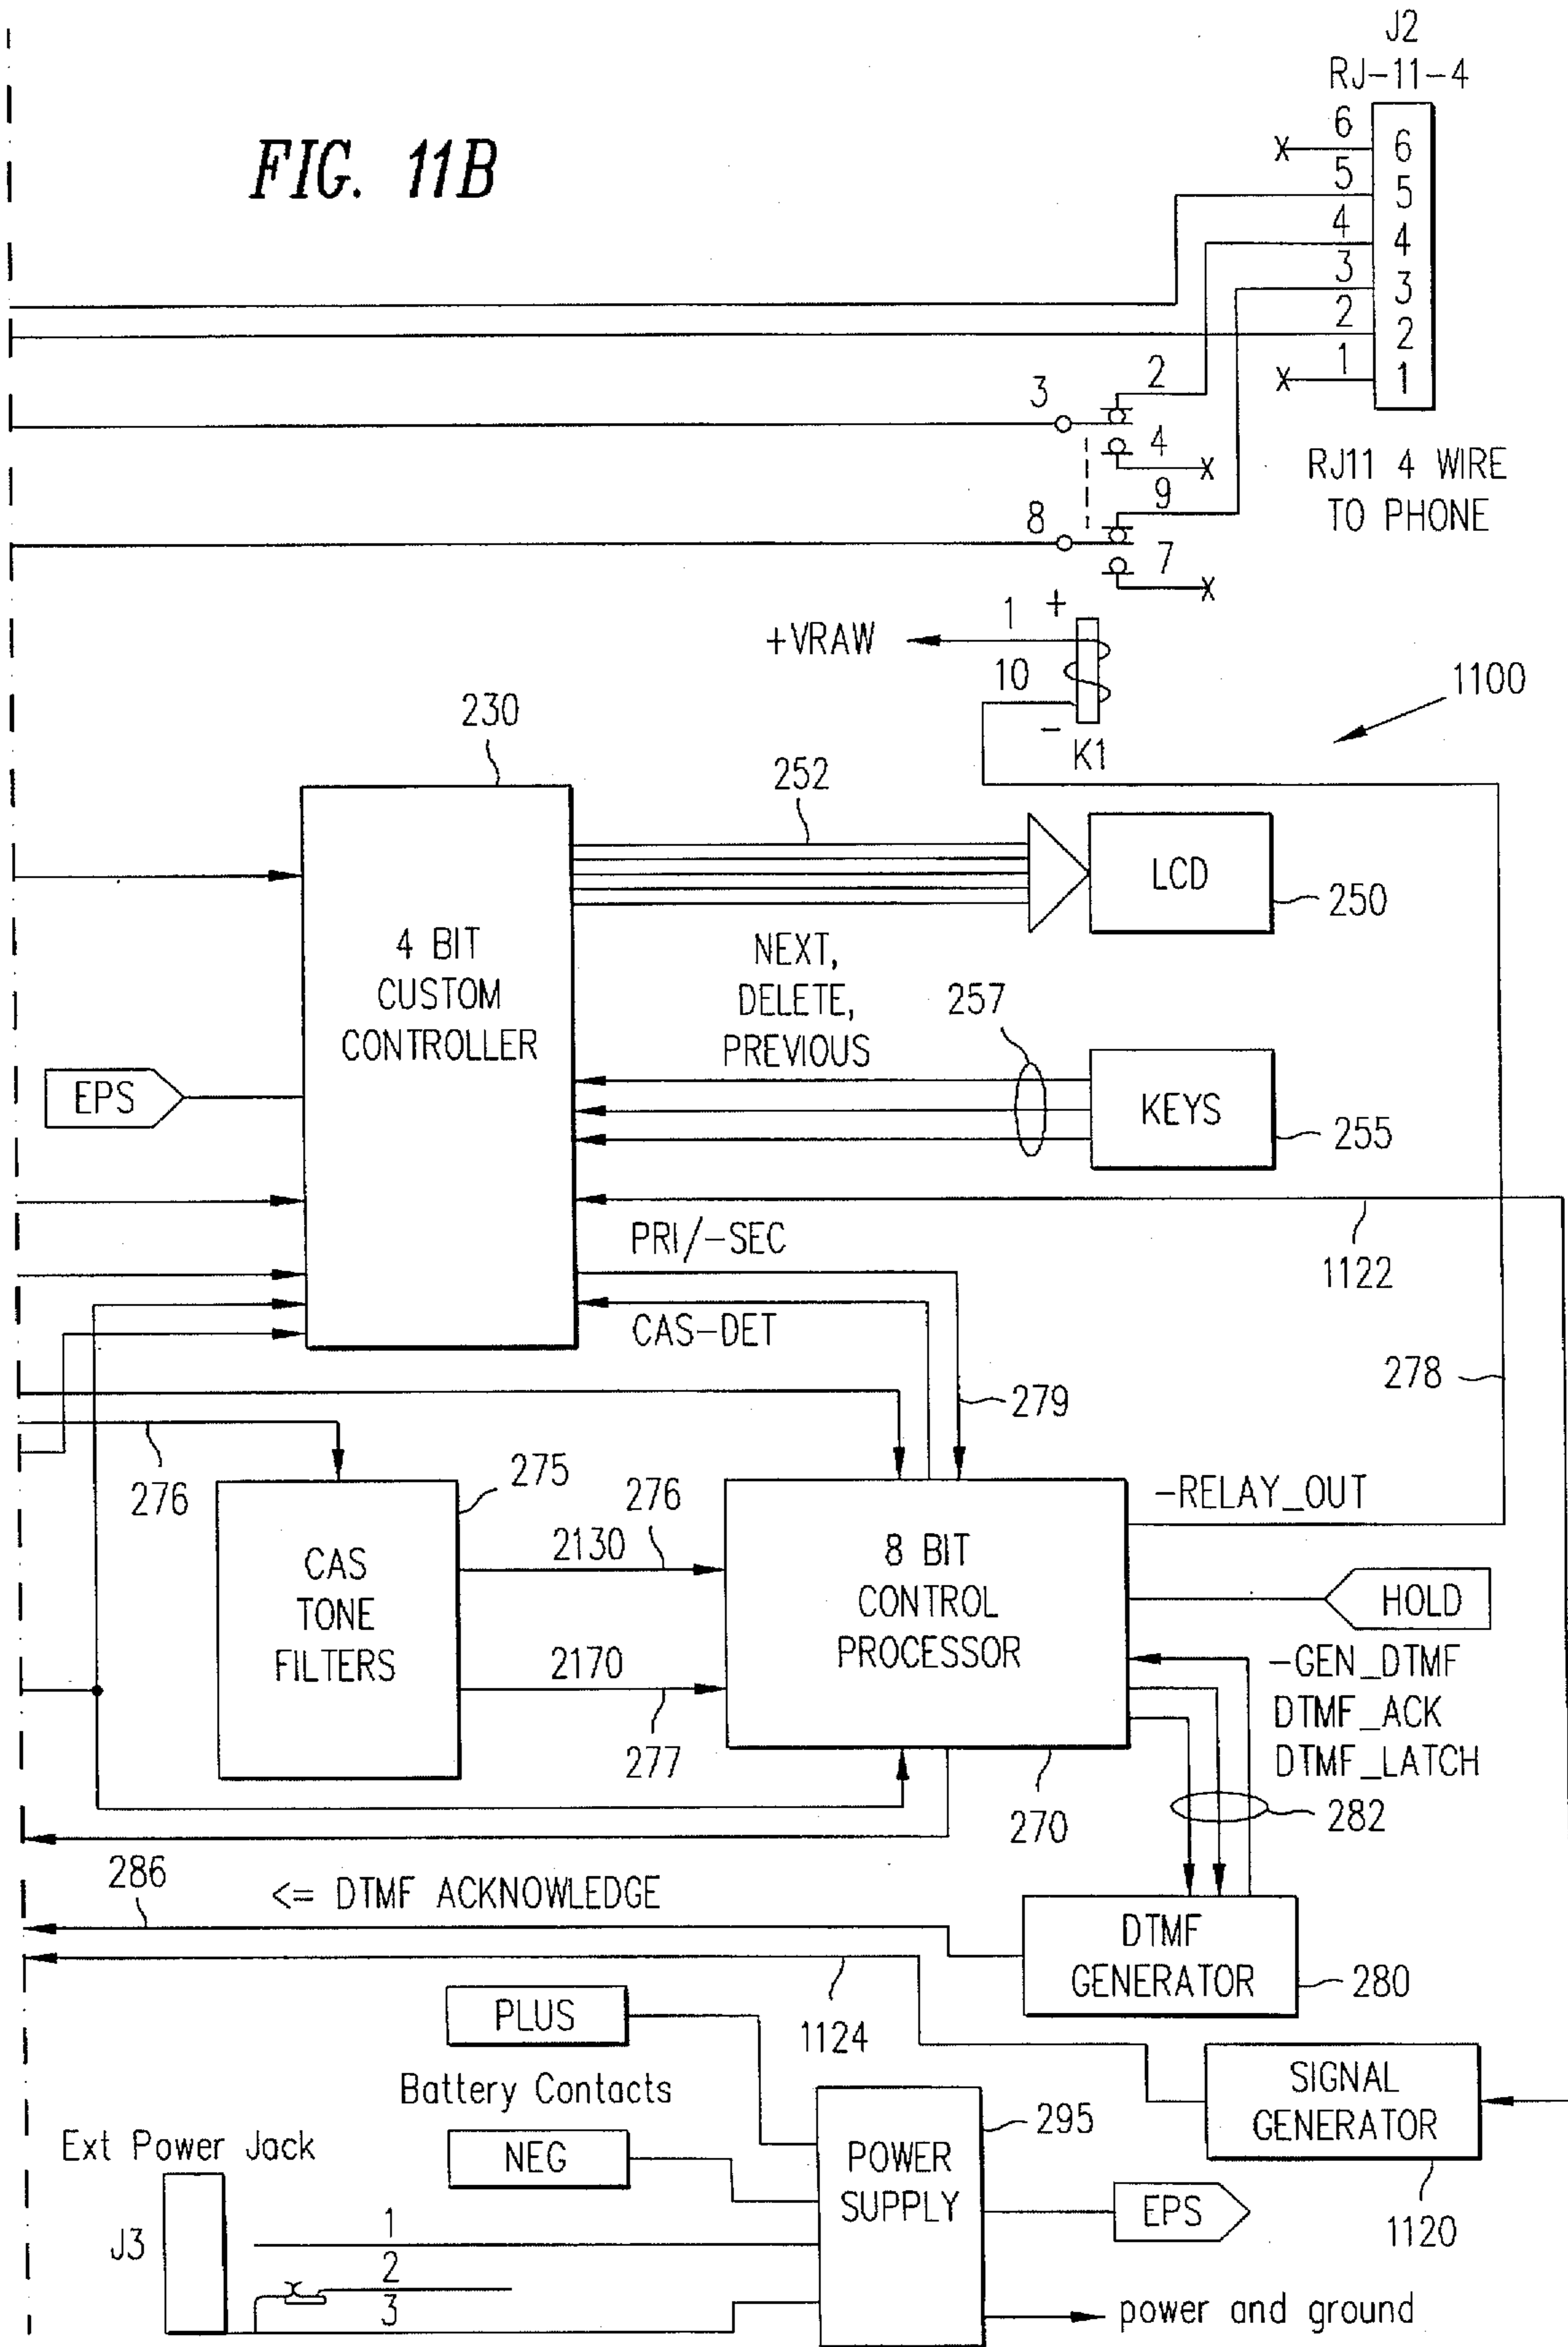 J2
RJ-11-4
FIG. 11B
6 6
5 5
4 4
3 3
2 2
1 1
3 2
4
8 9
7
RJ11 4 WIRE
TO PHONE
1 +
+VRAW
10
-
K1
1100
230
252
4 BIT
CUSTOM
CONTROLLER
LCD
250
NEXT,
DELETE,
PREVIOUS
257
EPS
KEYS
255
PRI/-SEC
1122
CAS-DET
278
279
276
275
276
-RELAY_OUT
CAS
TONE
FILTERS
2130
2170
277
8 BIT
CONTROL
PROCESSOR
HOLD
-GEN_DTMF
DTMF_ACK
DTMF_LATCH
270
282
286
<= DTMF ACKNOWLEDGE
DTMF
GENERATOR
280
PLUS
1124
Battery Contacts
SIGNAL
GENERATOR
295
Ext Power Jack
NEG
POWER
SUPPLY
EPS
1120
J3
1
2
3
power and ground